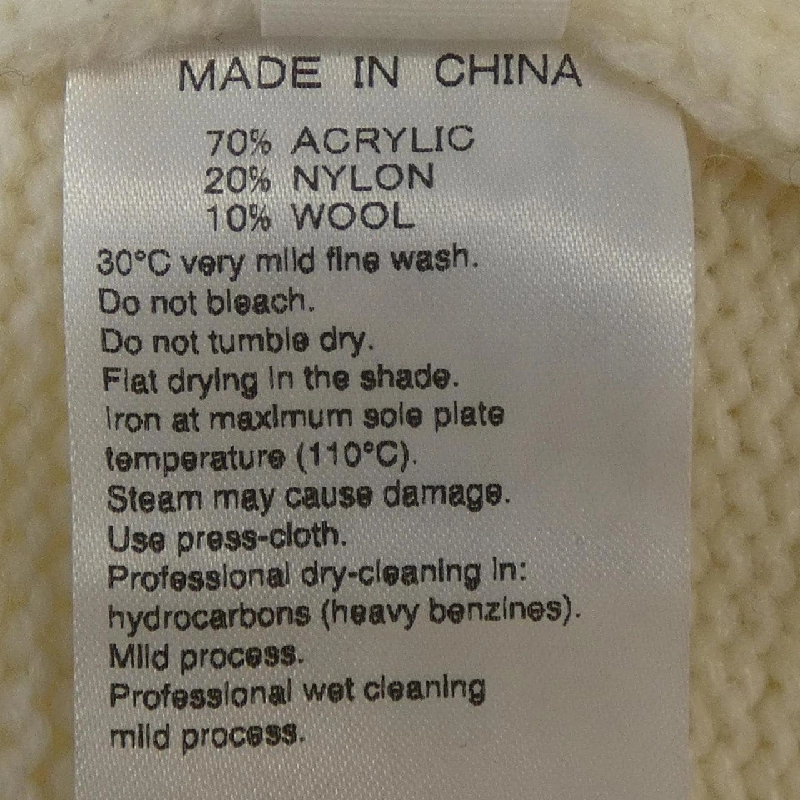 MADE IN CHINA
70% ACRYLIC
20% NYLON
10% WOOL
30°C very mild fine wash.
Do not bleach.
Do not tumble dry.
Flat drying in the shade.
Iron at maximum sole plate
temperature (110°C).
Steam may cause damage.
Use press-cloth.
Professional dry-cleaning in:
hydrocarbons (heavy benzines).
Mild process.
Professional wet cleaning
mild process.